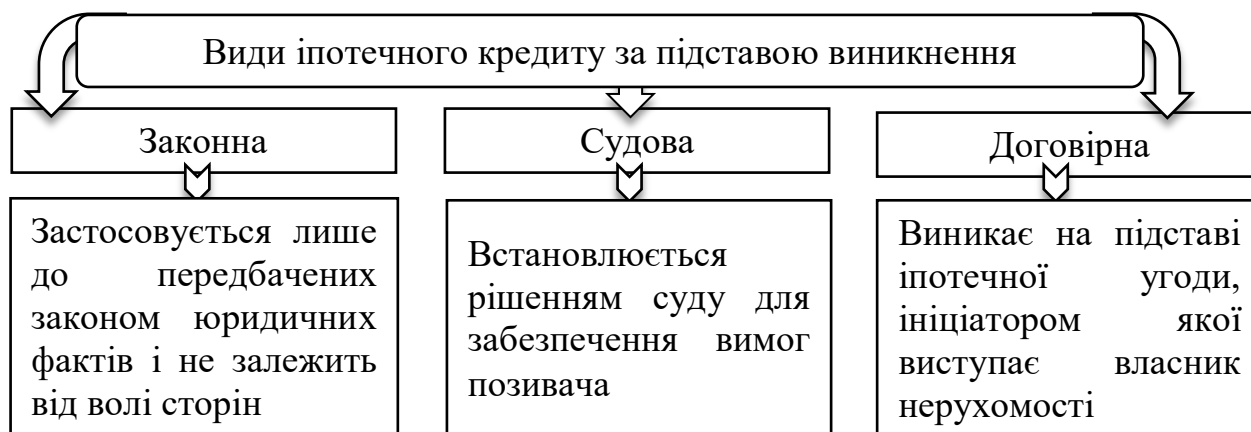 Види іпотечного кредиту за підставою виникнення
Законна
Судова
Договірна
Застосовується лише
до передбачених
законом юридичних
фактів і не залежить
від волі сторін
Встановлюється
рішенням суду для
забезпечення вимог
позивача
Виникає на підставі
іпотечної угоди,
ініціатором якої
виступає власник
нерухомості